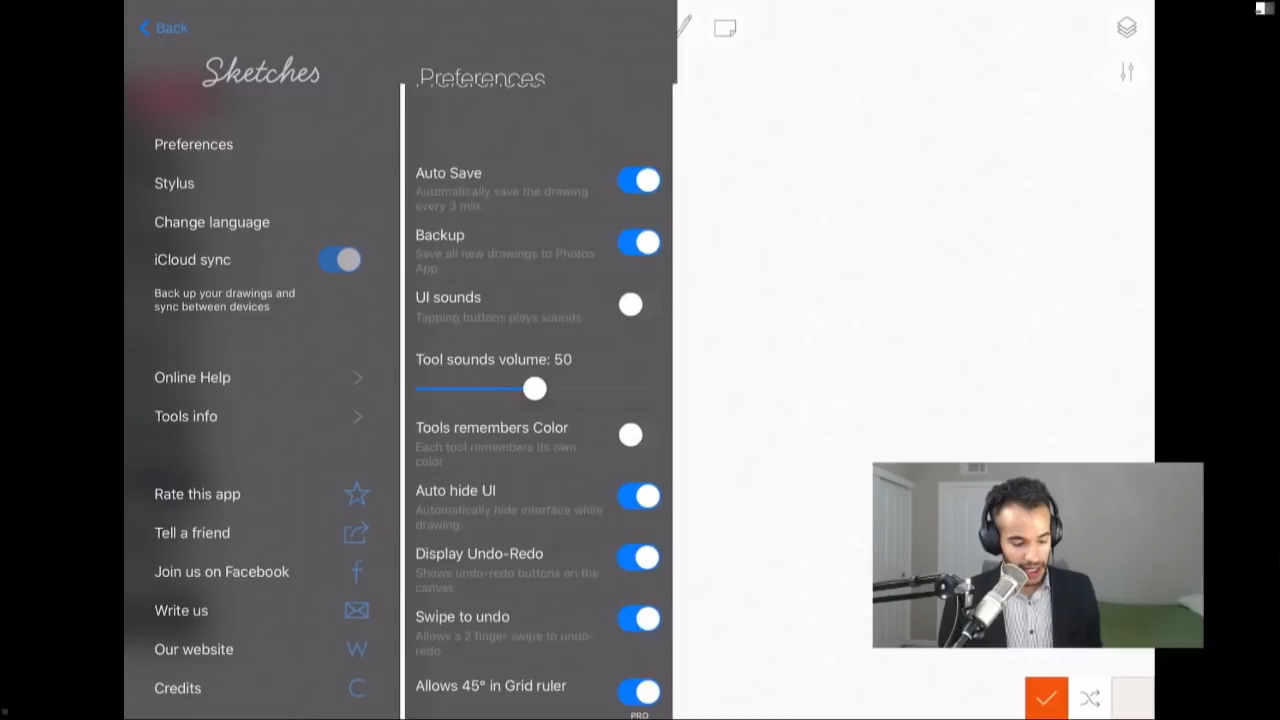 Back
Sketches
Preferences
Stylus
Change language
iCloud sync
Back up your drawings and
sync between devices
Online Help
Tools info
Rate this app
Tell a friend
Join us on Facebook
Write us
Our website
Credits
Preferences
Auto Save
Automatically save the drawing
every 3 min.
Backup
Save all new drawings to Photos
App
UI sounds
Tapping buttons plays sounds
Tool sounds volume: 50
Tools remembers Color
Each tool remembers its own
color
Auto hide UI
Automatically hide interface while
drawing.
Display Undo-Redo
Shows undo-redo buttons on the
canvas
Swipe to undo
Allows a 2 finger swipe to undo-
redo
Allows 45° in Grid ruler
PRO